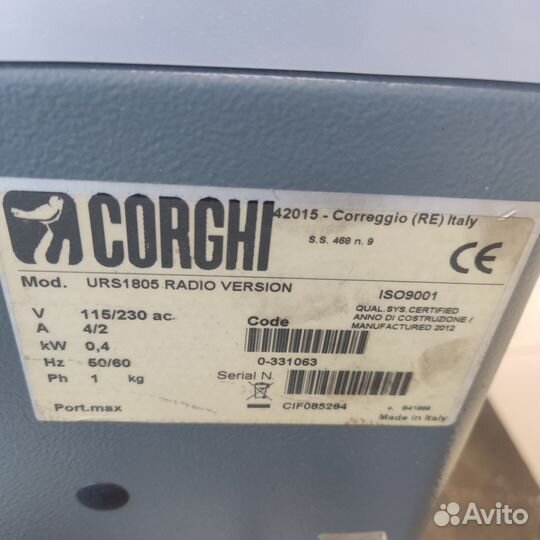 CORGHI
42015 - Correggio (RE) Italy
S.S. 468 n. 9
CE
Mod. URS1805 RADIO VERSION
ISO9001
QUAL.SYS.CERTIFIED
ANNO DI COSTRUZIONE /
MANUFACTURED 2012
V 115/230 ac
A 4/2
kW 0,4
Hz 50/60
Ph 1 kg
Port.max
Code
0-331063
Serial N.
CIF085284
Made in Italy
Avito